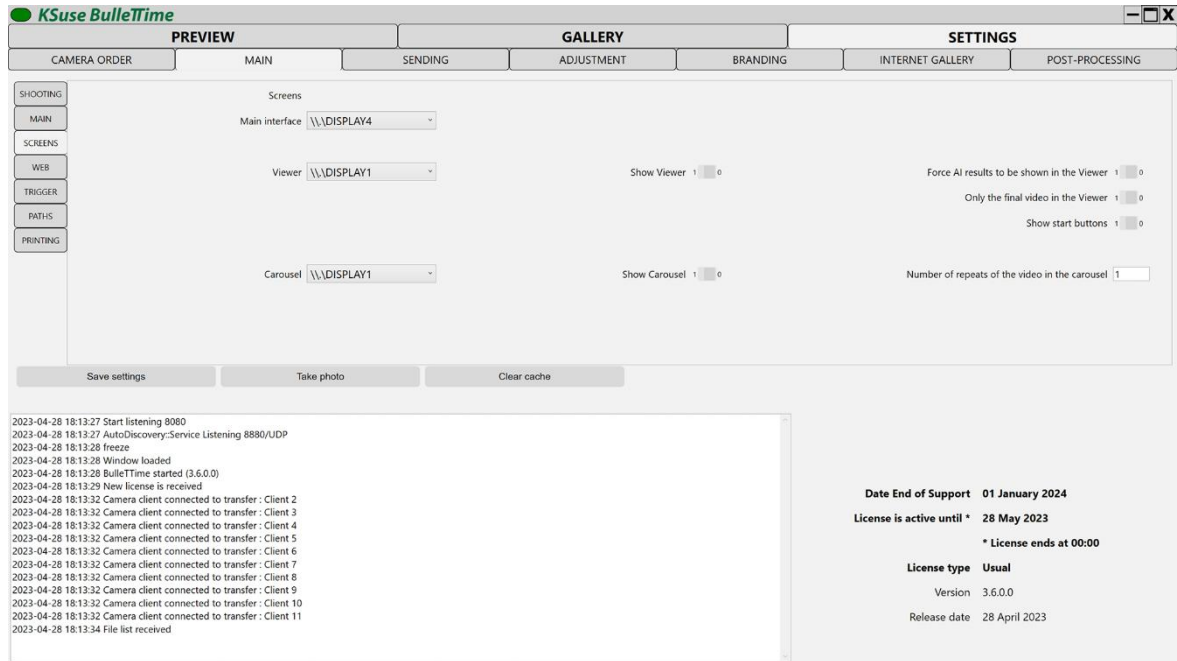 KSuse BulleTTime
PREVIEW GALLERY SETTINGS
CAMERA ORDER MAIN SENDING ADJUSTMENT BRANDING INTERNET GALLERY POST-PROCESSING
SHOOTING
MAIN
SCREENS
WEB
TRIGGER
PATHS
PRINTING
Screens
Main interface \\.\DISPLAY4
Viewer \\.\DISPLAY1 Show Viewer 1 0 Force AI results to be shown in the Viewer 1 0
Only the final video in the Viewer 1 0
Show start buttons 1 0
Carousel \\.\DISPLAY1 Show Carousel 1 0 Number of repeats of the video in the carousel 1
Save settings Take photo Clear cache
2023-04-28 18:13:27 Start listening 8080
2023-04-28 18:13:27 AutoDiscovery::Service Listening 8880/UDP
2023-04-28 18:13:28 freeze
2023-04-28 18:13:28 Window loaded
2023-04-28 18:13:28 BulleTTime started (3.6.0.0)
2023-04-28 18:13:29 New license is received
2023-04-28 18:13:32 Camera client connected to transfer : Client 2
2023-04-28 18:13:32 Camera client connected to transfer : Client 3
2023-04-28 18:13:32 Camera client connected to transfer : Client 4
2023-04-28 18:13:32 Camera client connected to transfer : Client 5
2023-04-28 18:13:32 Camera client connected to transfer : Client 6
2023-04-28 18:13:32 Camera client connected to transfer : Client 7
2023-04-28 18:13:32 Camera client connected to transfer : Client 8
2023-04-28 18:13:32 Camera client connected to transfer : Client 9
2023-04-28 18:13:32 Camera client connected to transfer : Client 10
2023-04-28 18:13:32 Camera client connected to transfer : Client 11
2023-04-28 18:13:34 File list received
Date End of Support 01 January 2024
License is active until * 28 May 2023
* License ends at 00:00
License type Usual
Version 3.6.0.0
Release date 28 April 2023